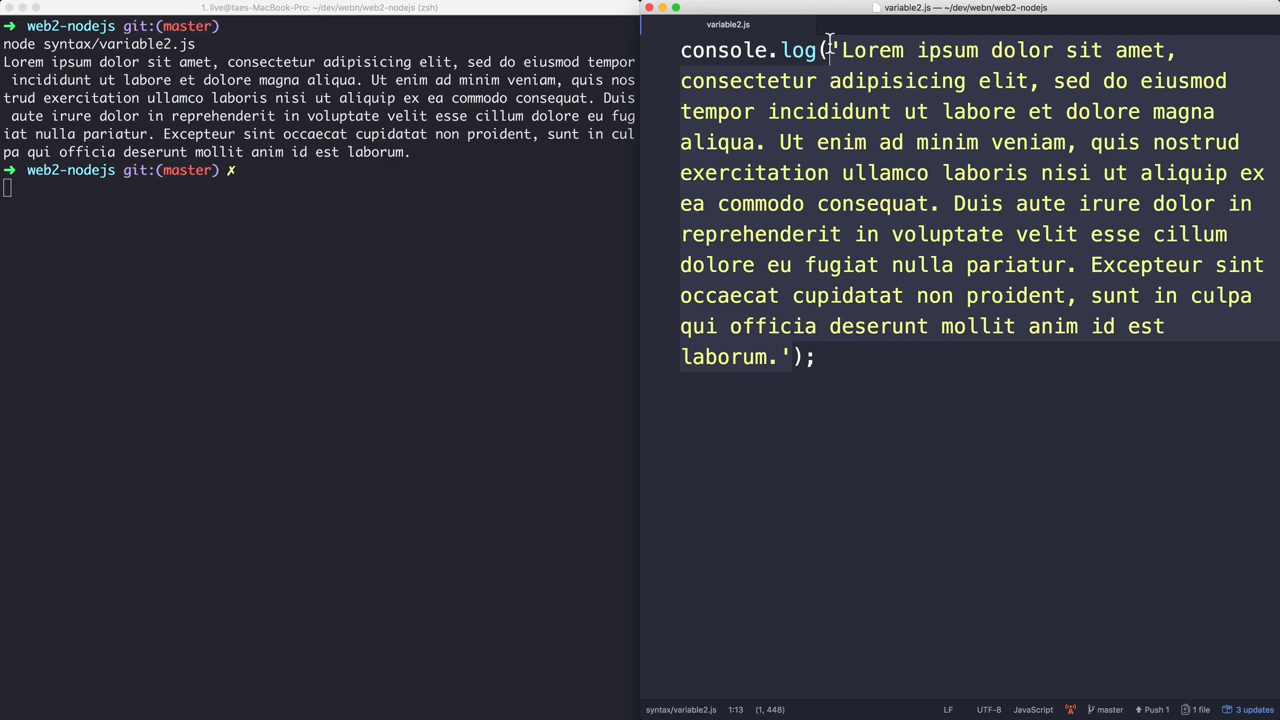 1. live@taes-MacBook-Pro: ~/dev/webn/web2-nodejs (zsh)
➜ web2-nodejs git:(master)
node syntax/variable2.js
Lorem ipsum dolor sit amet, consectetur adipisicing elit, sed do eiusmod tempor
incididunt ut labore et dolore magna aliqua. Ut enim ad minim veniam, quis nos
trud exercitation ullamco laboris nisi ut aliquip ex ea commodo consequat. Duis
aute irure dolor in reprehenderit in voluptate velit esse cillum dolore eu fug
iat nulla pariatur. Excepteur sint occaecat cupidatat non proident, sunt in cul
pa qui officia deserunt mollit anim id est laborum.
➜ web2-nodejs git:(master) ✗
variable2.js — ~/dev/webn/web2-nodejs
variable2.js
console.log('Lorem ipsum dolor sit amet,
consectetur adipisicing elit, sed do eiusmod
tempor incididunt ut labore et dolore magna
aliqua. Ut enim ad minim veniam, quis nostrud
exercitation ullamco laboris nisi ut aliquip ex
ea commodo consequat. Duis aute irure dolor in
reprehenderit in voluptate velit esse cillum
dolore eu fugiat nulla pariatur. Excepteur sint
occaecat cupidatat non proident, sunt in culpa
qui officia deserunt mollit anim id est
laborum.');
syntax/variable2.js 1:13 (1, 448) LF UTF-8 JavaScript master Push 1 1 file 3 updates